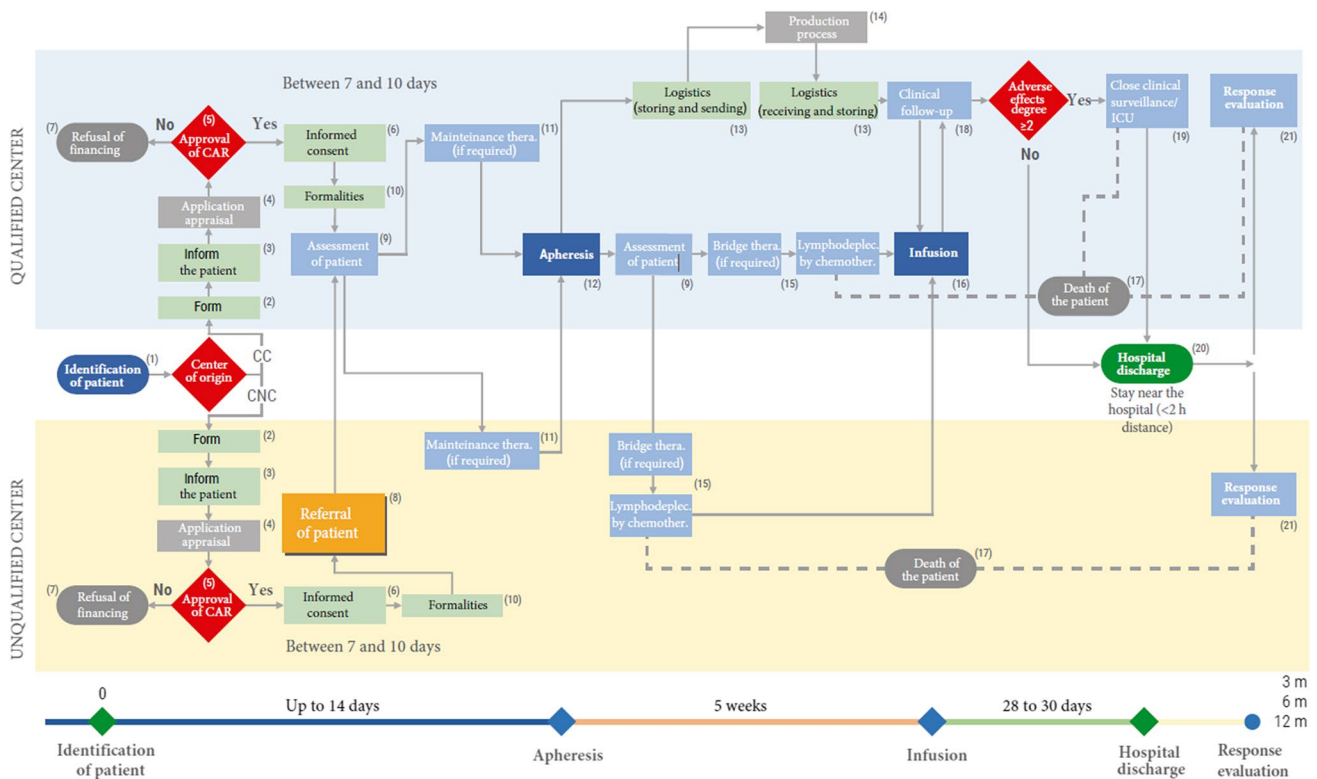 (14)
Production
process
Between 7 and 10 days
QUALIFIED CENTER
(7)
Refusal of
financing
No
(5)
Approval
of CAR
Yes
Informed
consent
(6)
Mainteinance thera.
(if required)
(11)
Logistics
(storing and sending)
(13)
Logistics
(receiving and storing)
(13)
Clinical
follow-up
(18)
Adverse
effects
degree
≥2
Yes
No
Close clinical
surveillance/
ICU
(19)
Response
evaluation
(21)
Formalities
(10)
(4)
Application
appraisal
(9)
Assessment
of patient
(3)
Inform
the patient
(2)
Form
Apheresis
(12)
Assessment
of patient
(9)
Bridge thera.
(if required)
(15)
Lymphodeplec.
by chemother.
Infusion
(16)
(17)
Death of
the patient
(1)
Identification
of patient
Center
of origin
CC
CNC
Hospital
discharge
(20)
Stay near the
hospital (<2 h
distance)
UNQUALIFIED CENTER
Form
(2)
Inform
the patient
(3)
Application
appraisal
(4)
(7)
Refusal of
financing
No
(5)
Approval
of CAR
Yes
Informed
consent
(6)
Formalities
(10)
Referral
of patient
(8)
Between 7 and 10 days
Mainteinance thera.
(if required)
(11)
Bridge thera.
(if required)
(15)
Lymphodeplec.
by chemother.
Death of
the patient
(17)
Response
evaluation
(21)
0
Up to 14 days
5 weeks
28 to 30 days
3 m
6 m
12 m
Identification
of patient
Apheresis
Infusion
Hospital
discharge
Response
evaluation